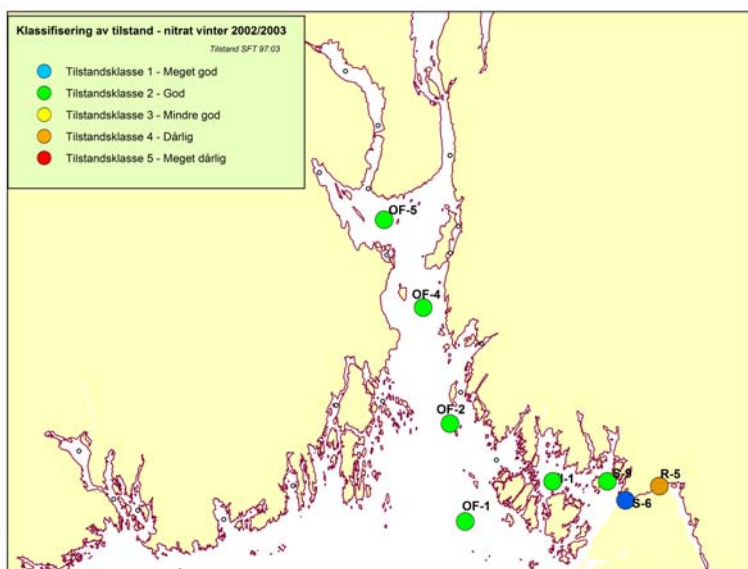 Klassifisering av tilstand - nitrat vinter 2002/2003
Tilstand SFT 97:03
Tilstandsklasse 1 - Meget god
Tilstandsklasse 2 - God
Tilstandsklasse 3 - Mindre god
Tilstandsklasse 4 - Dårlig
Tilstandsklasse 5 - Meget dårlig
OF-5
OF-4
OF-2
I-1
S-9
R-5
S-6
OF-1